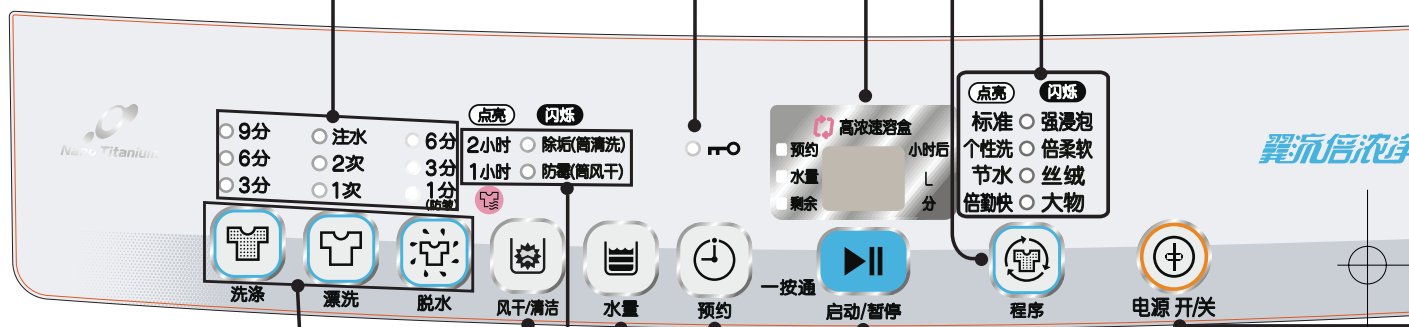 Nano Titanium
9分
6分
3分
注水
2次
1次
6分
3分
1分
(防皱)
点亮 闪烁
2小时 除垢(筒清洗)
1小时 防霉(筒风干)
高浓速溶盒
预约 小时后
水量 L
剩余 分
点亮 闪烁
标准 强浸泡
个性洗 倍柔软
节水 丝绒
倍勤快 大物
翼流倍浓净
洗涤
漂洗
脱水
风干/清洁
水量
预约
一按通
启动/暂停
程序
电源 开/关